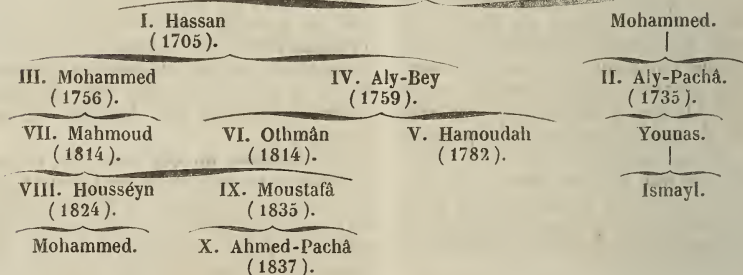 I. Hassan Mohammed.
(1705).
III. Mohammed IV. Aly-Bey II. Aly-Pachâ.
(1756). (1759). (1735).
VII. Mahmoud VI. Othmân V. Hamoudah Younas.
(1814). (1814). (1782).
VIII. Housséyn IX. Moustafâ Ismayl.
(1824). (1835).
Mohammed. X. Ahmed-Pachâ
(1837).